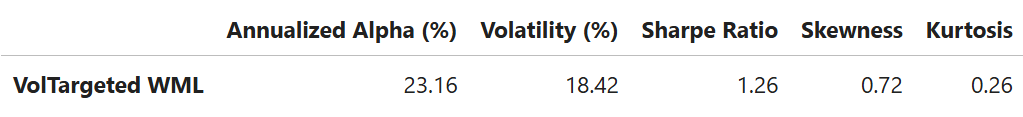 Annualized Alpha (%) Volatility (%) Sharpe Ratio Skewness Kurtosis
VolTargeted WML 23.16 18.42 1.26 0.72 0.26